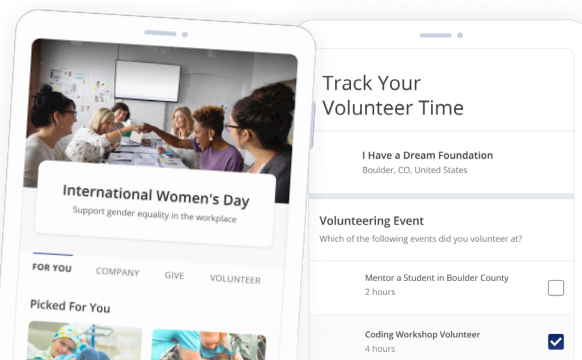 International Women's Day
Support gender equality in the workplace
FOR YOU
COMPANY
GIVE
VOLUNTEER
Picked For You
Track Your
Volunteer Time
I Have a Dream Foundation
Boulder, CO, United States
Volunteering Event
Which of the following events did you volunteer at?
Mentor a Student in Boulder County
2 hours
Coding Workshop Volunteer
4 hours